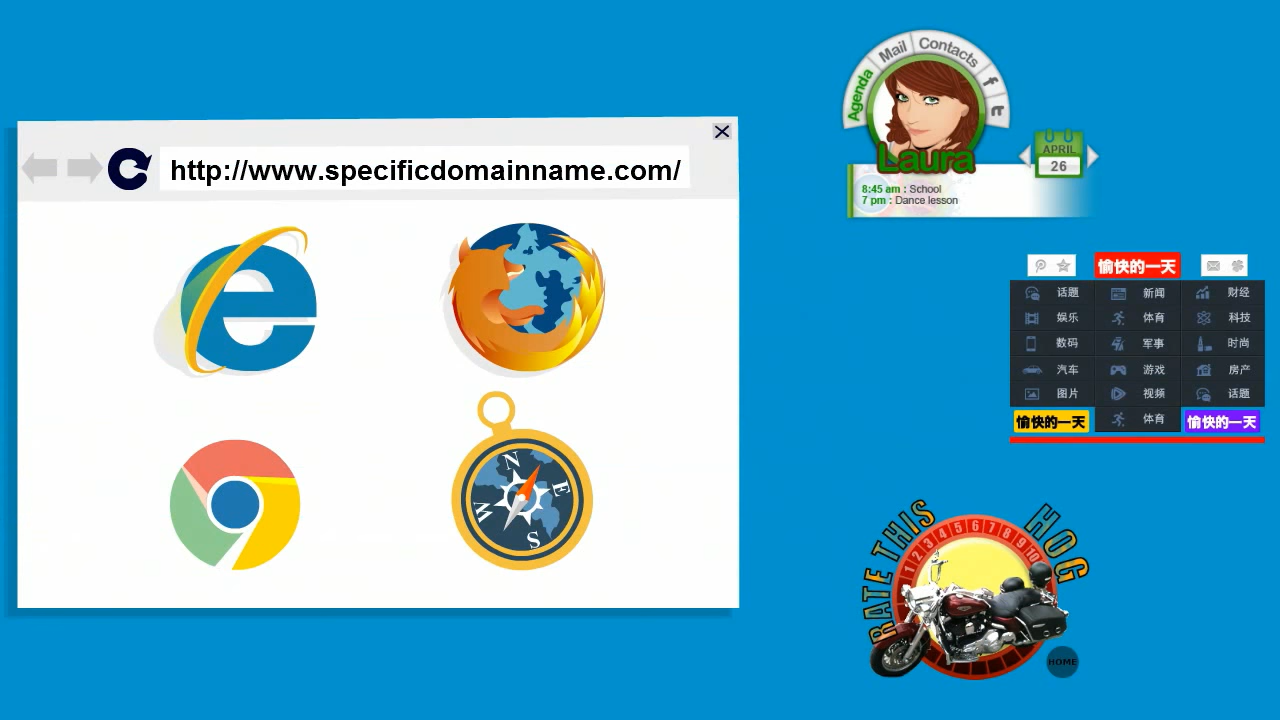 http://www.specificdomainname.com/
N
E
S
W
Agenda Mail Contacts f t
Laura
APRIL
26
8:45 am : School
7 pm : Dance lesson
愉快的一天
话题 新闻 财经
娱乐 体育 科技
数码 军事 时尚
汽车 游戏 房产
图片 视频 话题
愉快的一天 体育 愉快的一天
RATE THIS HOG
1 2 3 4 5 6 7 8 9 10
HOME